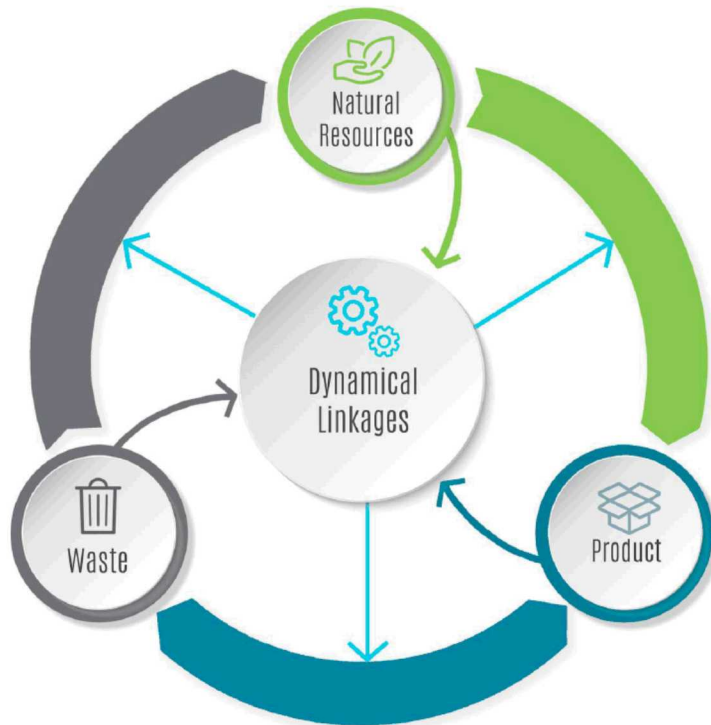 Natural
Resources
Dynamical
Linkages
Waste
Product